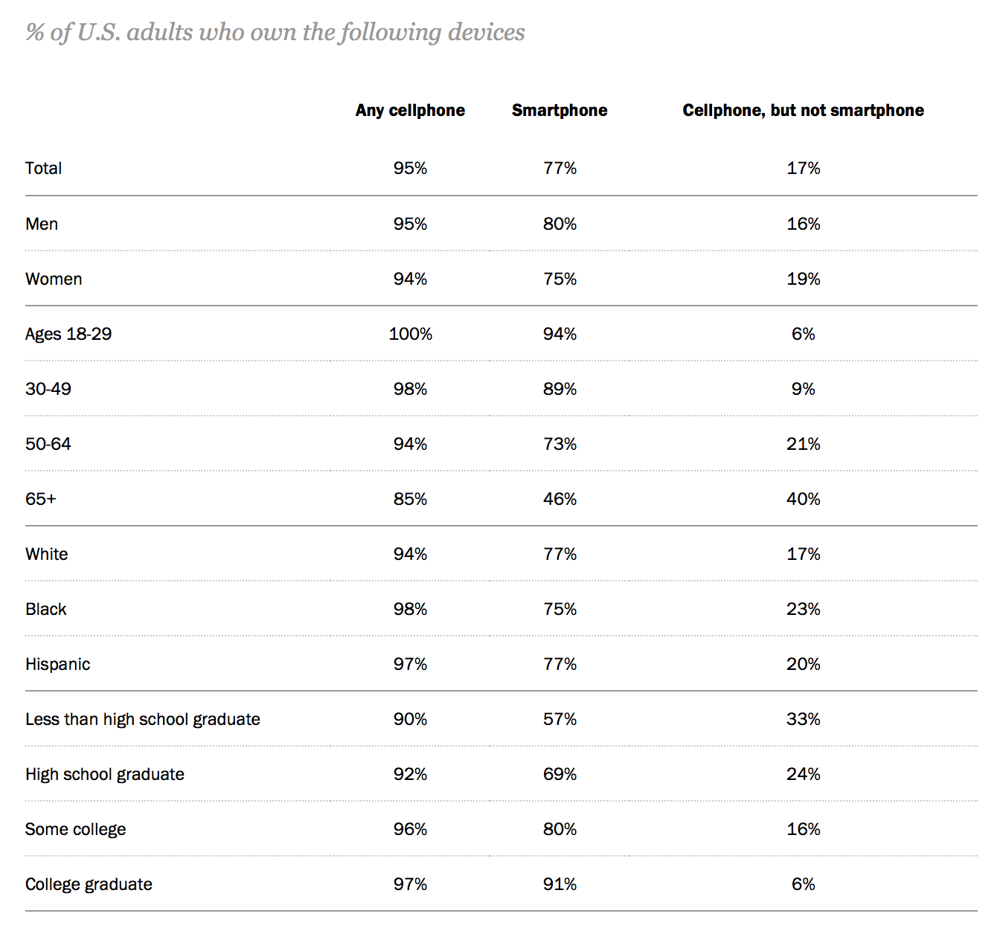 % of U.S. adults who own the following devices
Any cellphone Smartphone Cellphone, but not smartphone
Total 95% 77% 17%
Men 95% 80% 16%
Women 94% 75% 19%
Ages 18-29 100% 94% 6%
30-49 98% 89% 9%
50-64 94% 73% 21%
65+ 85% 46% 40%
White 94% 77% 17%
Black 98% 75% 23%
Hispanic 97% 77% 20%
Less than high school graduate 90% 57% 33%
High school graduate 92% 69% 24%
Some college 96% 80% 16%
College graduate 97% 91% 6%